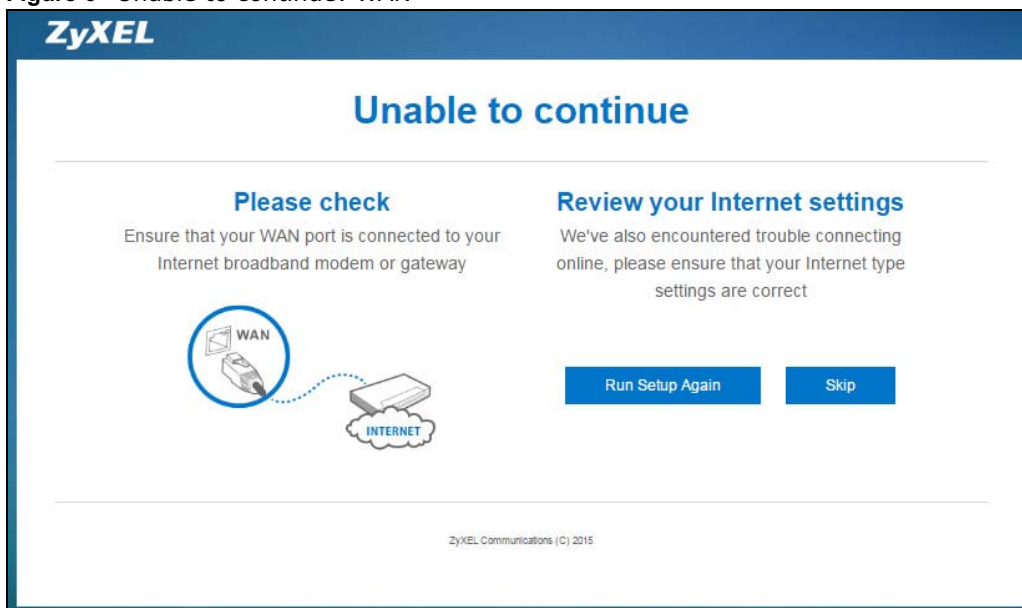 ZyXEL
Unable to continue
Please check
Ensure that your WAN port is connected to your
Internet broadband modem or gateway
WAN
INTERNET
Review your Internet settings
We've also encountered trouble connecting
online, please ensure that your Internet type
settings are correct
Run Setup Again
Skip
ZyXEL Communications (C) 2015